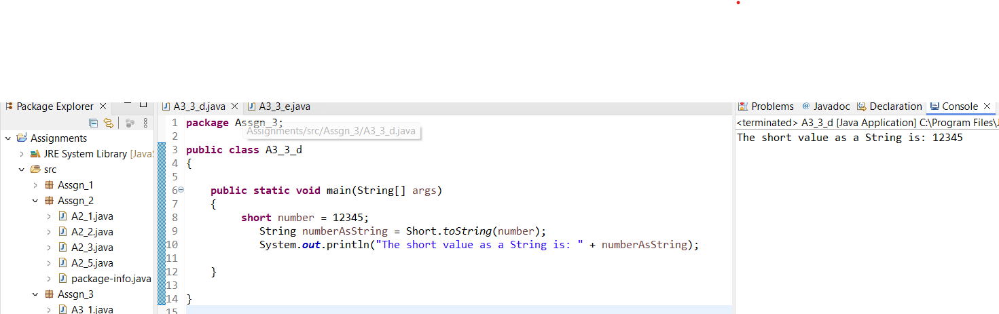 Package Explorer
Assignments
JRE System Library [JavaS
src
Assgn_1
Assgn_2
A2_1.java
A2_2.java
A2_3.java
A2_5.java
package-info.java
Assgn_3
A3_1.java
A3_3_d.java A3_3_e.java
1 package Assgn_3;
Assignments/src/Assgn_3/A3_3_d.java
2
3 public class A3_3_d
4 {
5
6 public static void main(String[] args)
7 {
8 short number = 12345;
9 String numberAsString = Short.toString(number);
10 System.out.println("The short value as a String is: " + numberAsString);
11
12 }
13
14 }
15
Problems @ Javadoc Declaration Console
<terminated> A3_3_d [Java Application] C:\Program Files\J
The short value as a String is: 12345